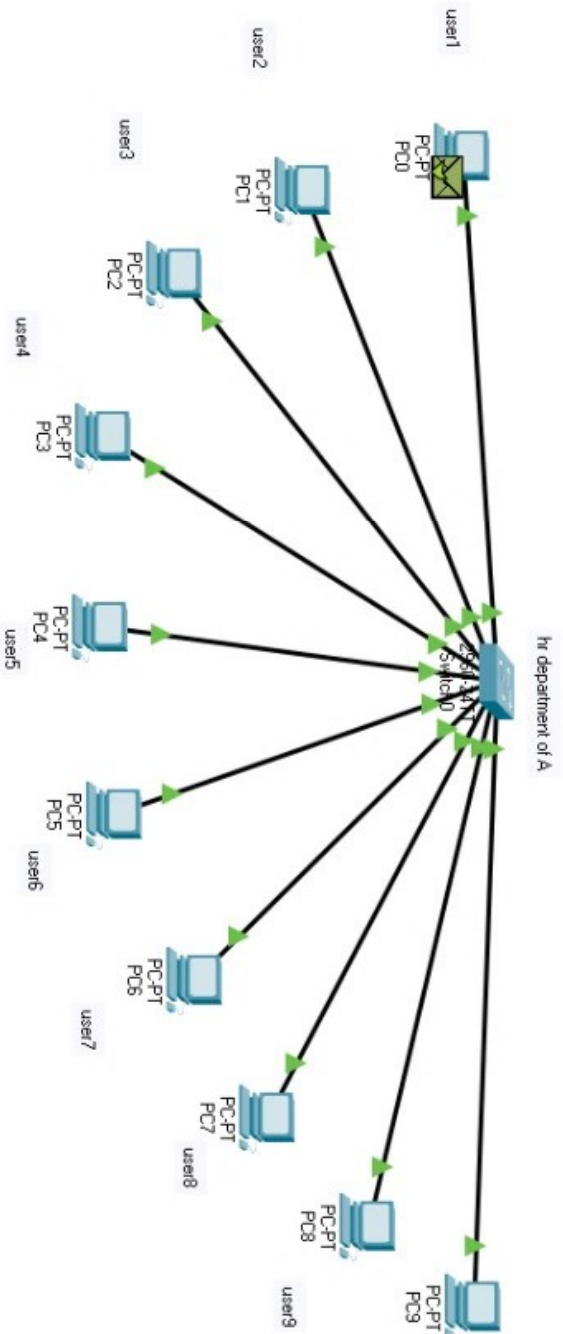 hr department of A
2960-24TT
Switch0
user1
PC-PT
PC0
user2
PC-PT
PC1
user3
PC-PT
PC2
user4
PC-PT
PC3
PC-PT
PC4
user5
PC-PT
PC5
user6
PC-PT
PC6
user7
PC-PT
PC7
user8
PC-PT
PC8
user9
PC-PT
PC9